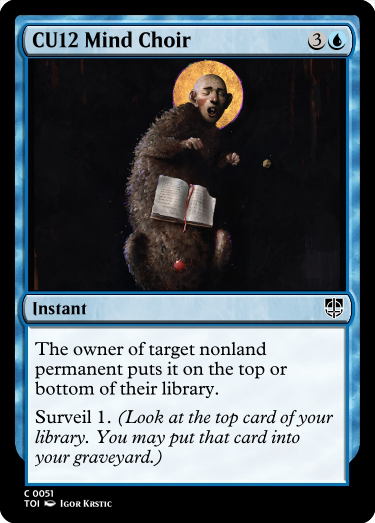 CU12 Mind Choir
3
Instant
The owner of target nonland
permanent puts it on the top or
bottom of their library.
Surveil 1. (Look at the top card of your
library. You may put that card into
your graveyard.)
C 0051
TOI Igor Krstic